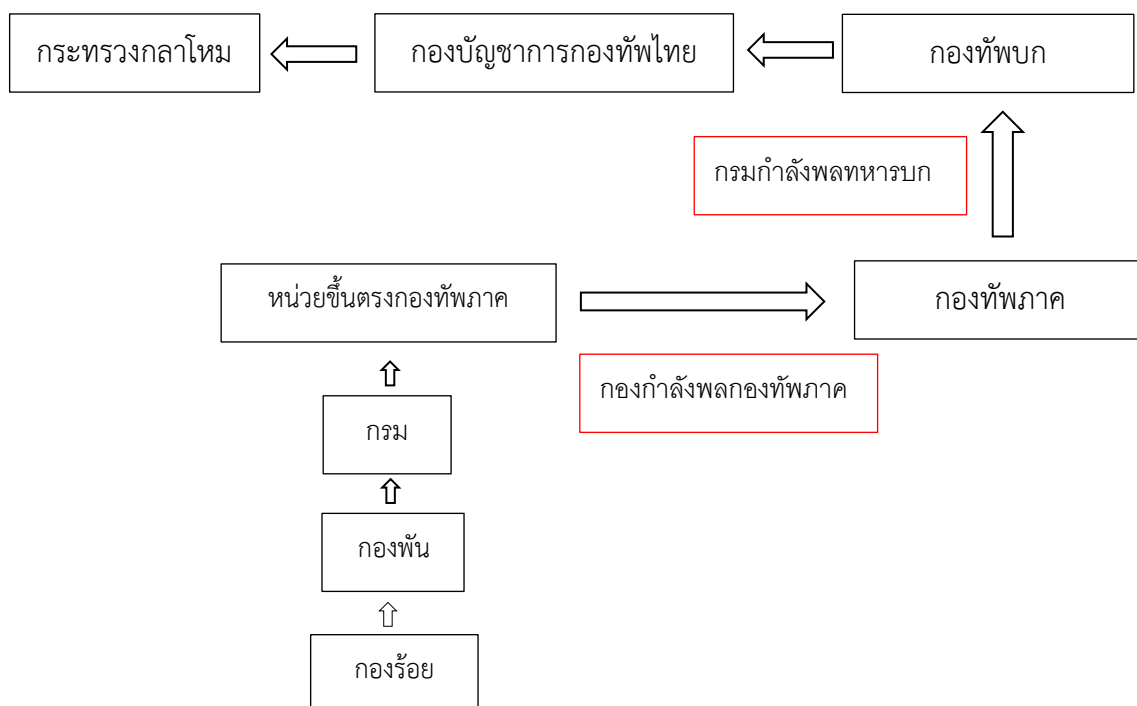 กระทรวงกลาโหม
กองบัญชาการกองทัพไทย
กองทัพบก
กรมกำลังพลทหารบก
หน่วยขึ้นตรงกองทัพภาค
กองทัพภาค
กองกำลังพลกองทัพภาค
กรม
กองพัน
กองร้อย